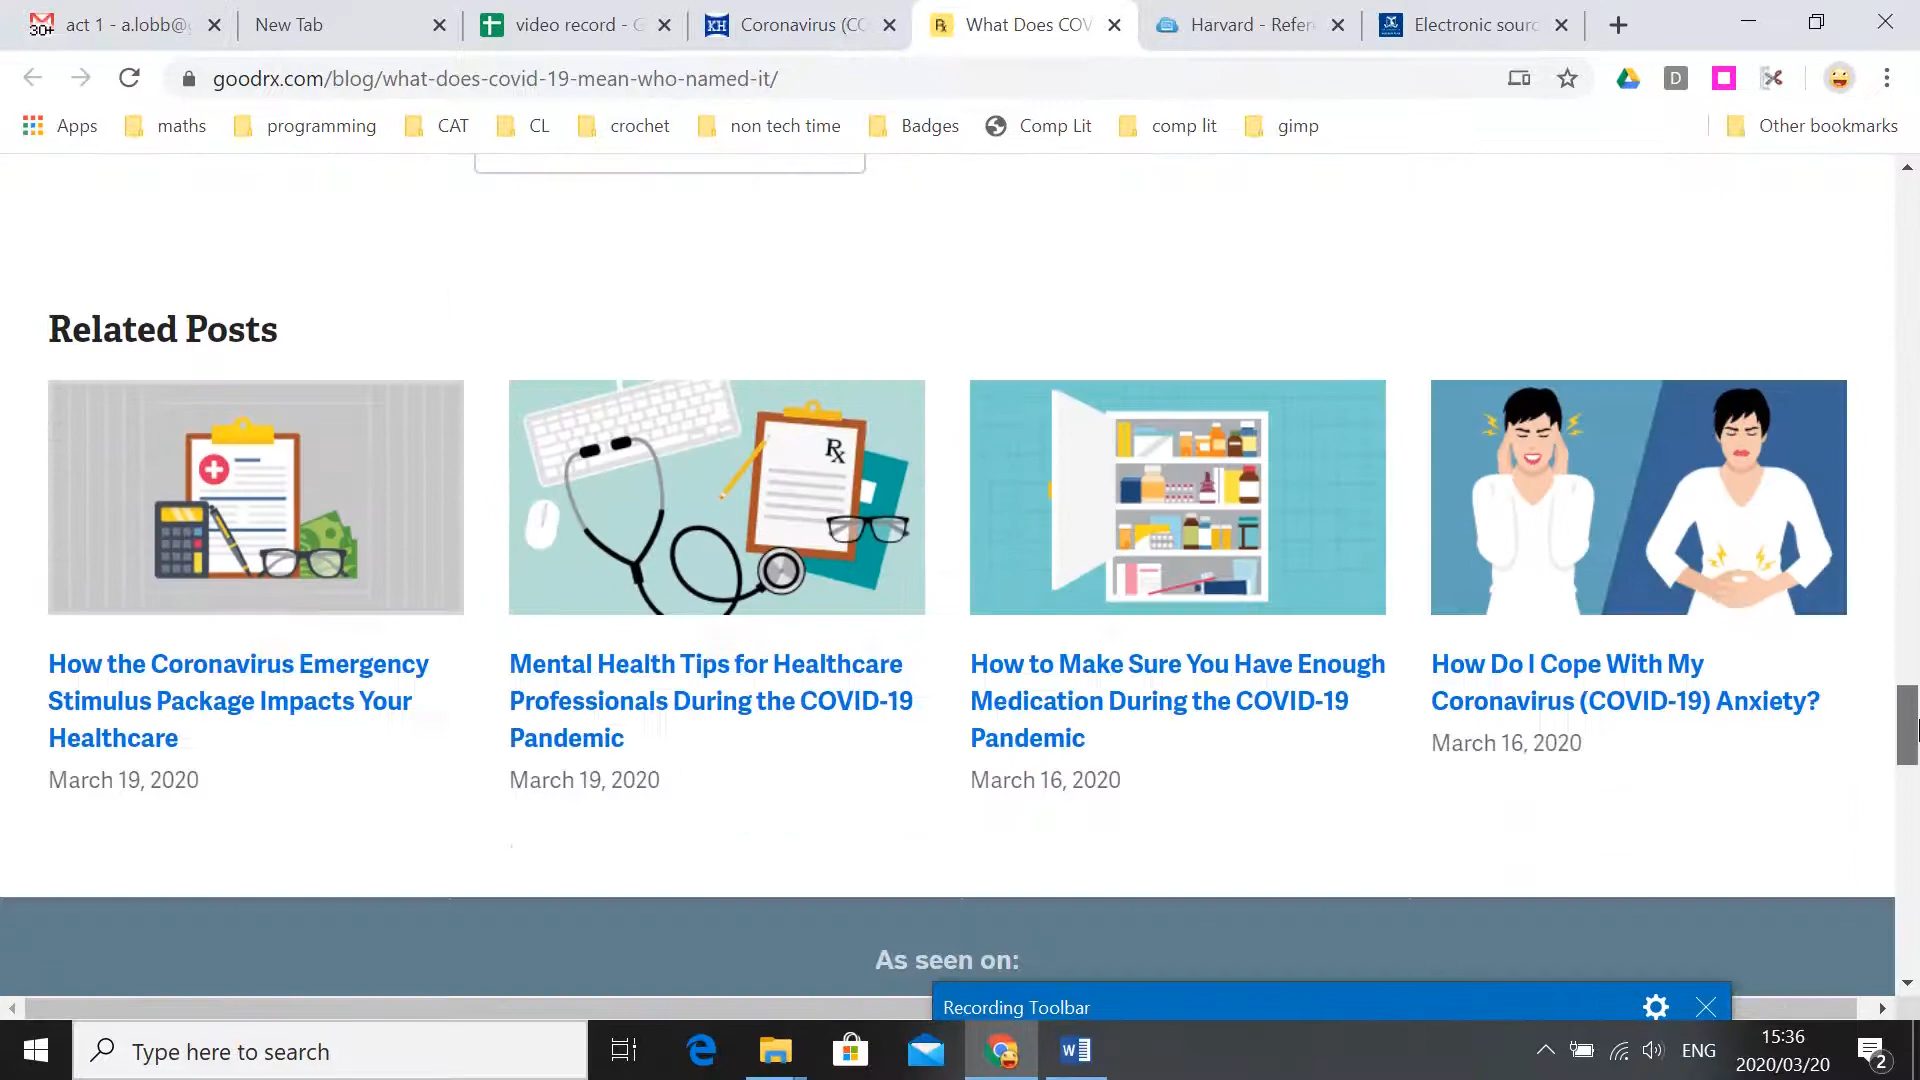 act 1 - a.lobb@
New Tab
video record - G
Coronavirus (CO
What Does COV
Harvard - Refer
Electronic sourc
30+
KH
goodrx.com/blog/what-does-covid-19-mean-who-named-it/
D
Apps
maths
programming
CAT
CL
crochet
non tech time
Badges
Comp Lit
comp lit
gimp
Other bookmarks
Related Posts
Rx
How the Coronavirus Emergency
Stimulus Package Impacts Your
Healthcare
March 19, 2020
Mental Health Tips for Healthcare
Professionals During the COVID-19
Pandemic
March 19, 2020
How to Make Sure You Have Enough
Medication During the COVID-19
Pandemic
March 16, 2020
How Do I Cope With My
Coronavirus (COVID-19) Anxiety?
March 16, 2020
As seen on:
Recording Toolbar
Type here to search
ENG
15:36
2020/03/20
2